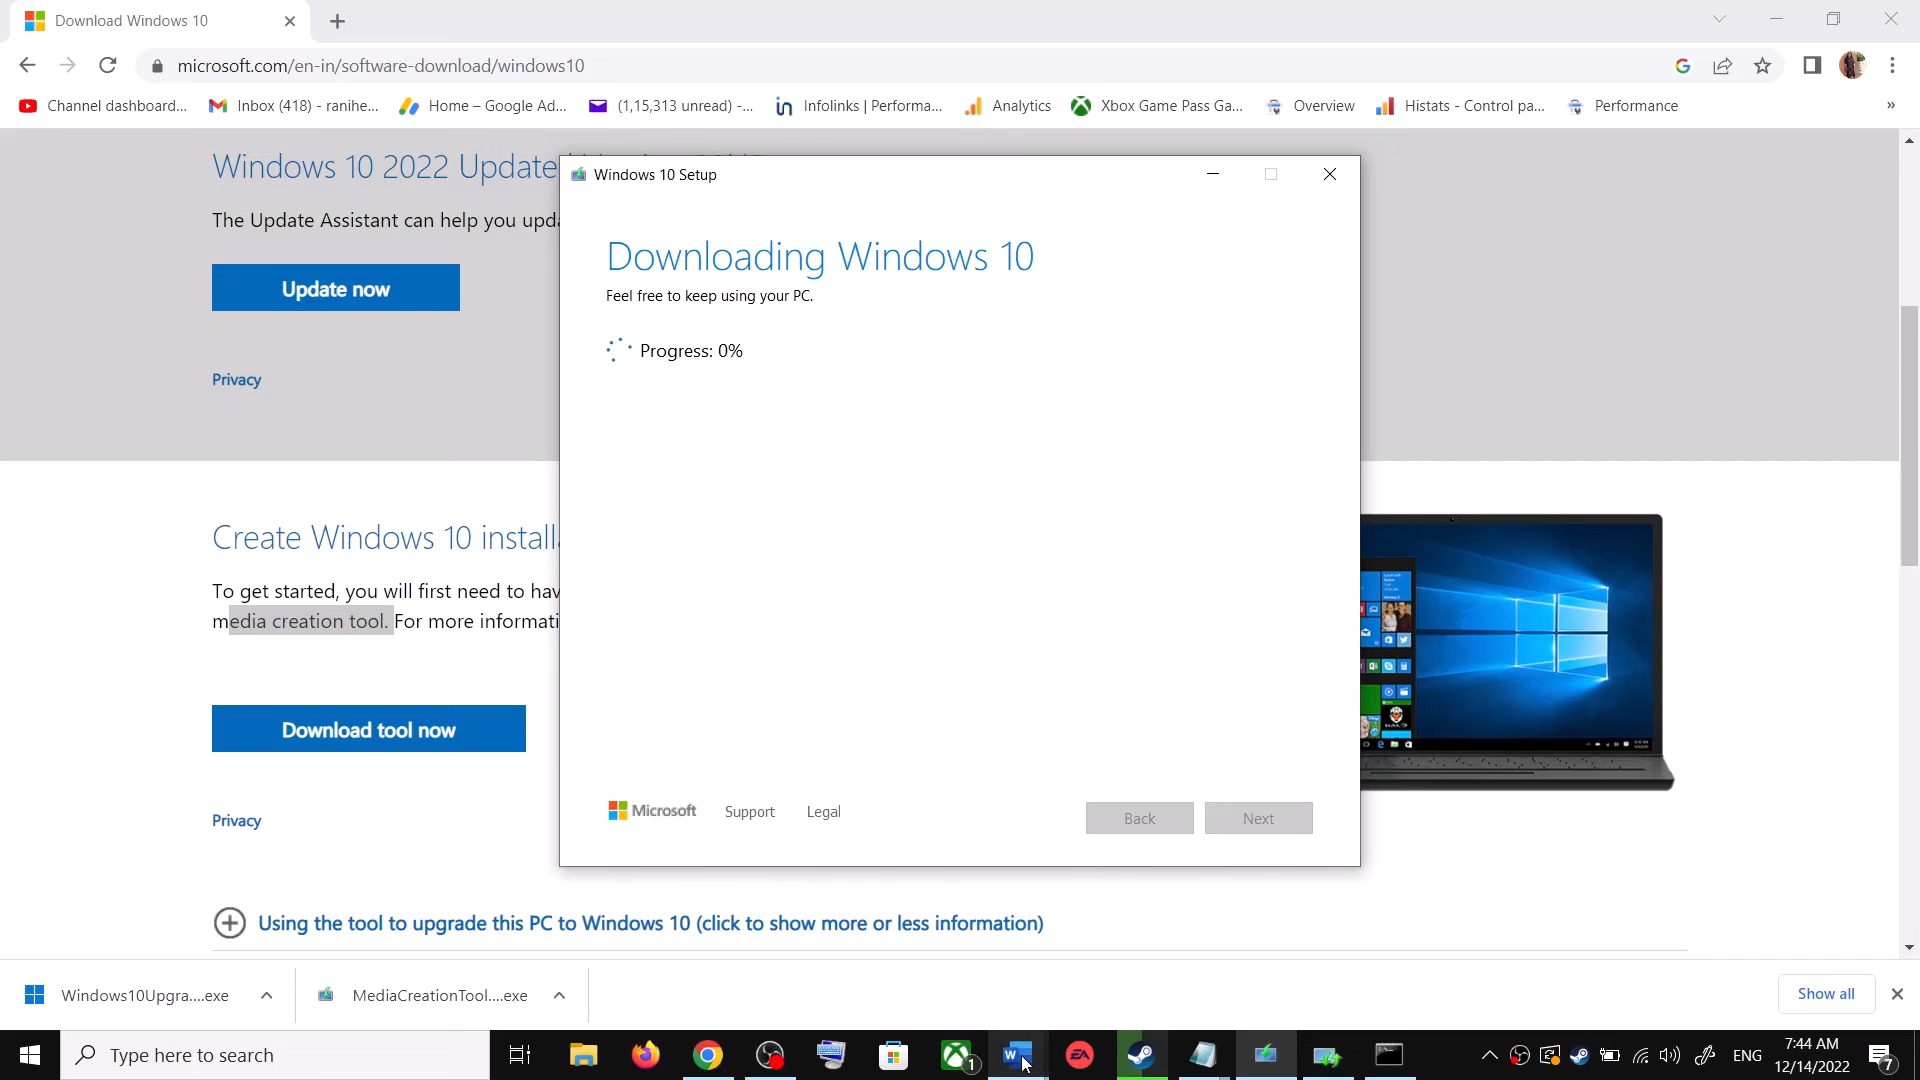 Download Windows 10
microsoft.com/en-in/software-download/windows10
Channel dashboard...
Inbox (418) - ranihe...
Home – Google Ad...
(1,15,313 unread) -...
Infolinks | Performa...
Analytics
Xbox Game Pass Ga...
Overview
Histats - Control pa...
Performance
»
Windows 10 2022 Update
The Update Assistant can help you upda
Update now
Privacy
Windows 10 Setup
Downloading Windows 10
Feel free to keep using your PC.
Progress: 0%
Microsoft
Support
Legal
Back
Next
Create Windows 10 installa
To get started, you will first need to hav
media creation tool. For more informati
Download tool now
Privacy
Using the tool to upgrade this PC to Windows 10 (click to show more or less information)
Windows10Upgra....exe
MediaCreationTool....exe
Show all
Type here to search
1
ENG
7:44 AM
12/14/2022
7